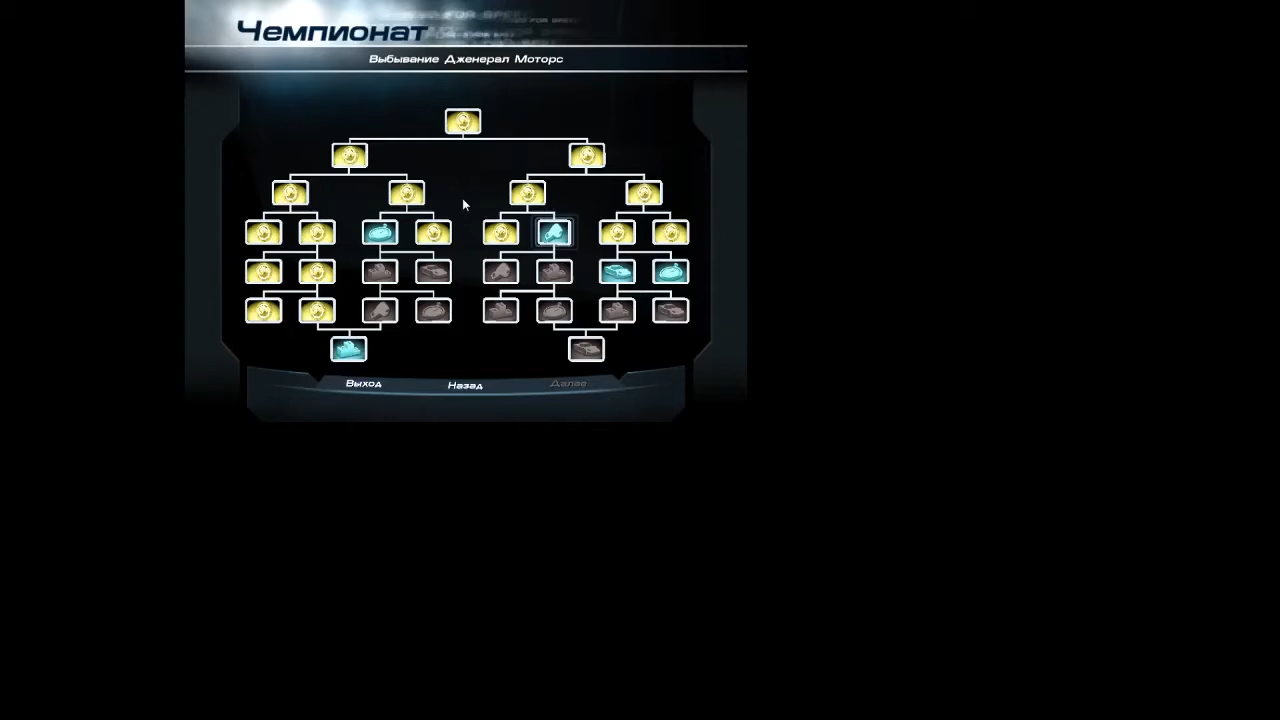 Чемпионат
Выбывание Дженерал Моторс
Выход
Назад
Далее